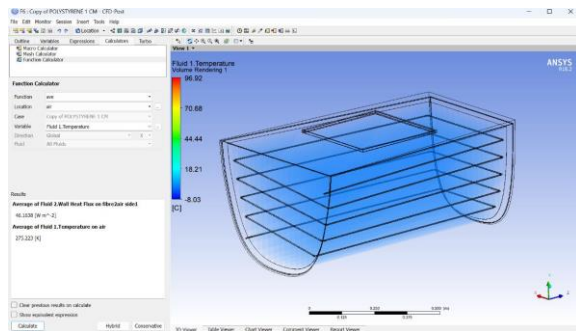 F6 : Copy of POLYSTYRENE 1 CM - CFD-Post
File Edit Monitor Session Insert Tools Help
Location
Outline Variables Expressions Calculators Turbo
Macro Calculator
Mesh Calculator
Function Calculator
Function Calculator
Function ave
Location air
Case Copy of POLYSTYRENE 1 CM
Variable Fluid 1.Temperature
Direction Global X
Fluid All Fluids
Results
Average of Fluid 2.Wall Heat Flux on fibre2air side1
[W m^-2]
Average of Fluid 1.Temperature on air
[K]
Clear previous results on calculate
Show equivalent expression
Calculate Hybrid Conservative
View 1
Fluid 1.Temperature
Volume Rendering 1
96.92
70.68
44.44
18.21
-8.03
[C]
ANSYS
3D Viewer Table Viewer Chart Viewer Comment Viewer Report Viewer